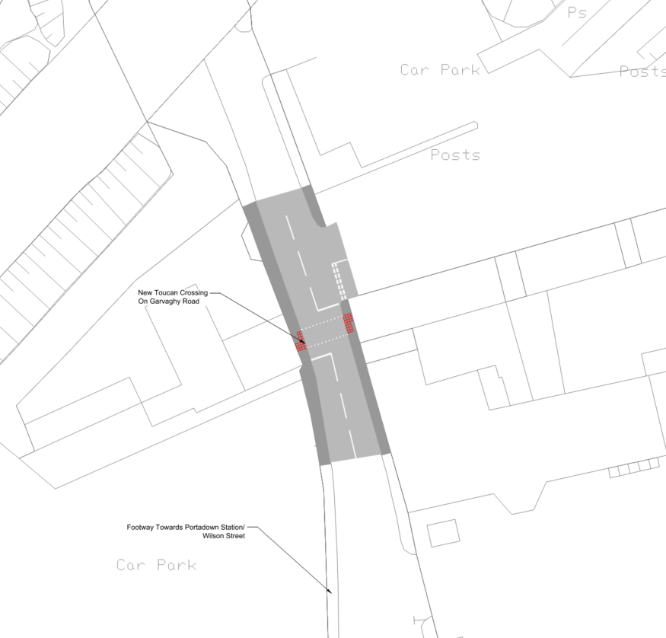 Ps
Car Park
Posts
Posts
New Toucan Crossing
On Garvaghy Road
Footway Towards Portadown Station/
Wilson Street
Car Park